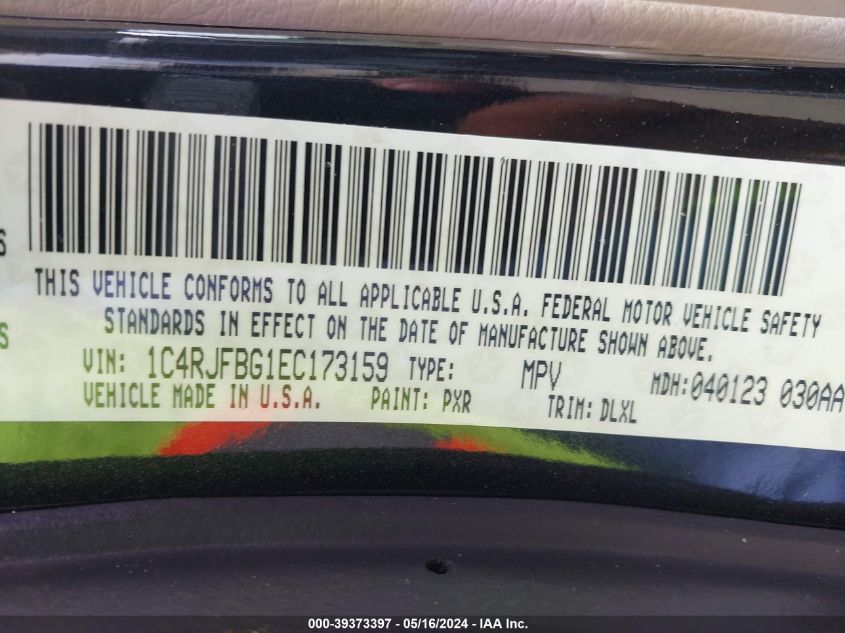 S
THIS VEHICLE CONFORMS TO ALL APPLICABLE U.S.A. FEDERAL MOTOR VEHICLE SAFETY
STANDARDS IN EFFECT ON THE DATE OF MANUFACTURE SHOWN ABOVE.
S
VIN: 1C4RJFBG1EC173159 TYPE: MPV MDH:040123 030AA
VEHICLE MADE IN U.S.A. PAINT: PXR TRIM: DLXL
000-39373397 - 05/16/2024 - IAA Inc.